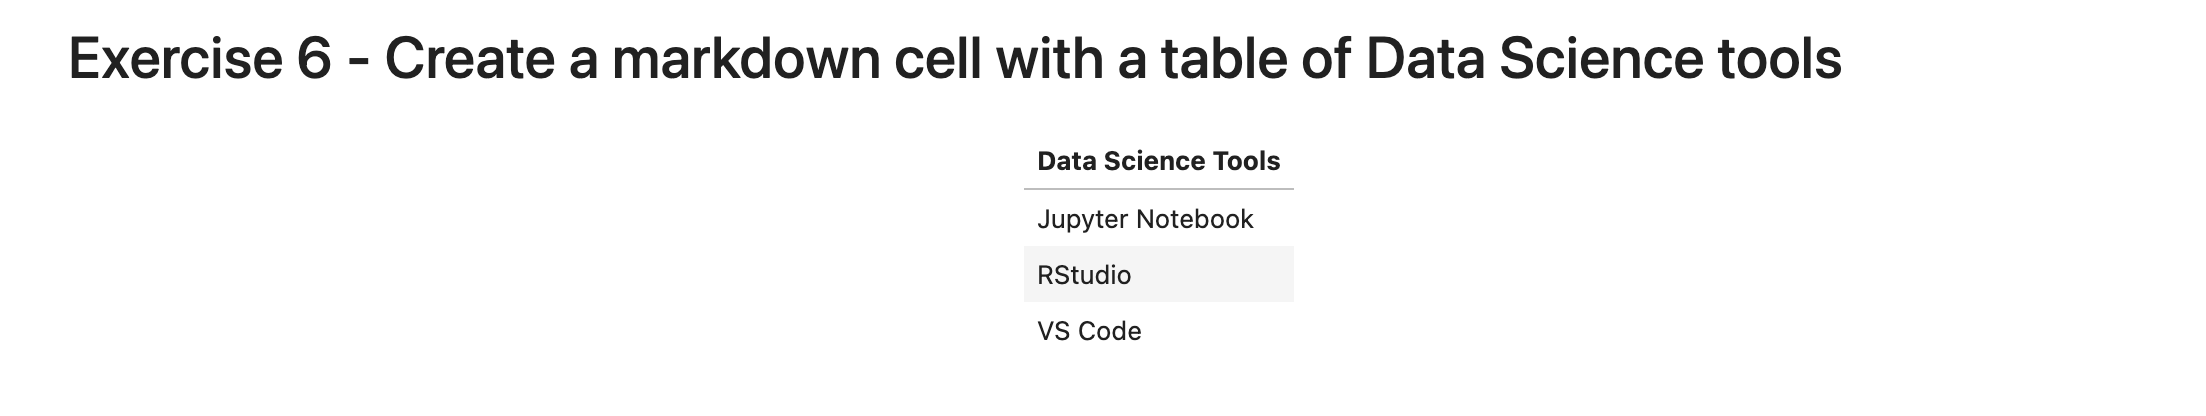 Exercise 6 - Create a markdown cell with a table of Data Science tools
Data Science Tools
Jupyter Notebook
RStudio
VS Code